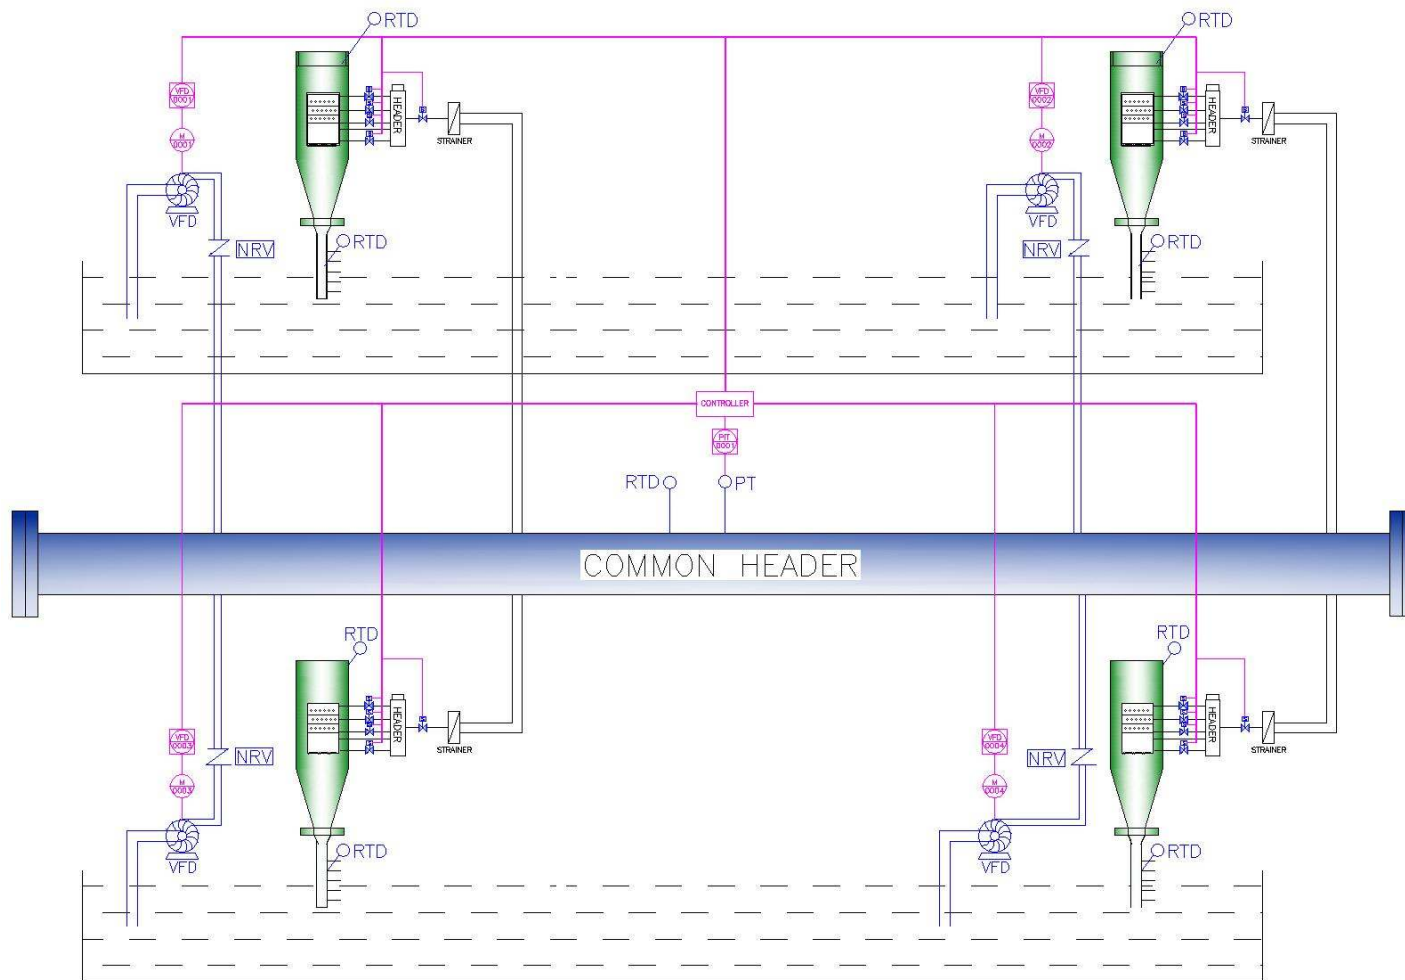 RTD
RTD
VFD
0001
HEADER
VFD
0002
HEADER
M
0001
STRAINER
M
0002
STRAINER
VFD
VFD
NRV
RTD
NRV
RTD
CONTROLLER
PIT
0001
RTD
PT
COMMON HEADER
RTD
RTD
HEADER
HEADER
VFD
0003
STRAINER
VFD
0004
STRAINER
NRV
NRV
M
0003
M
0004
VFD
RTD
VFD
RTD